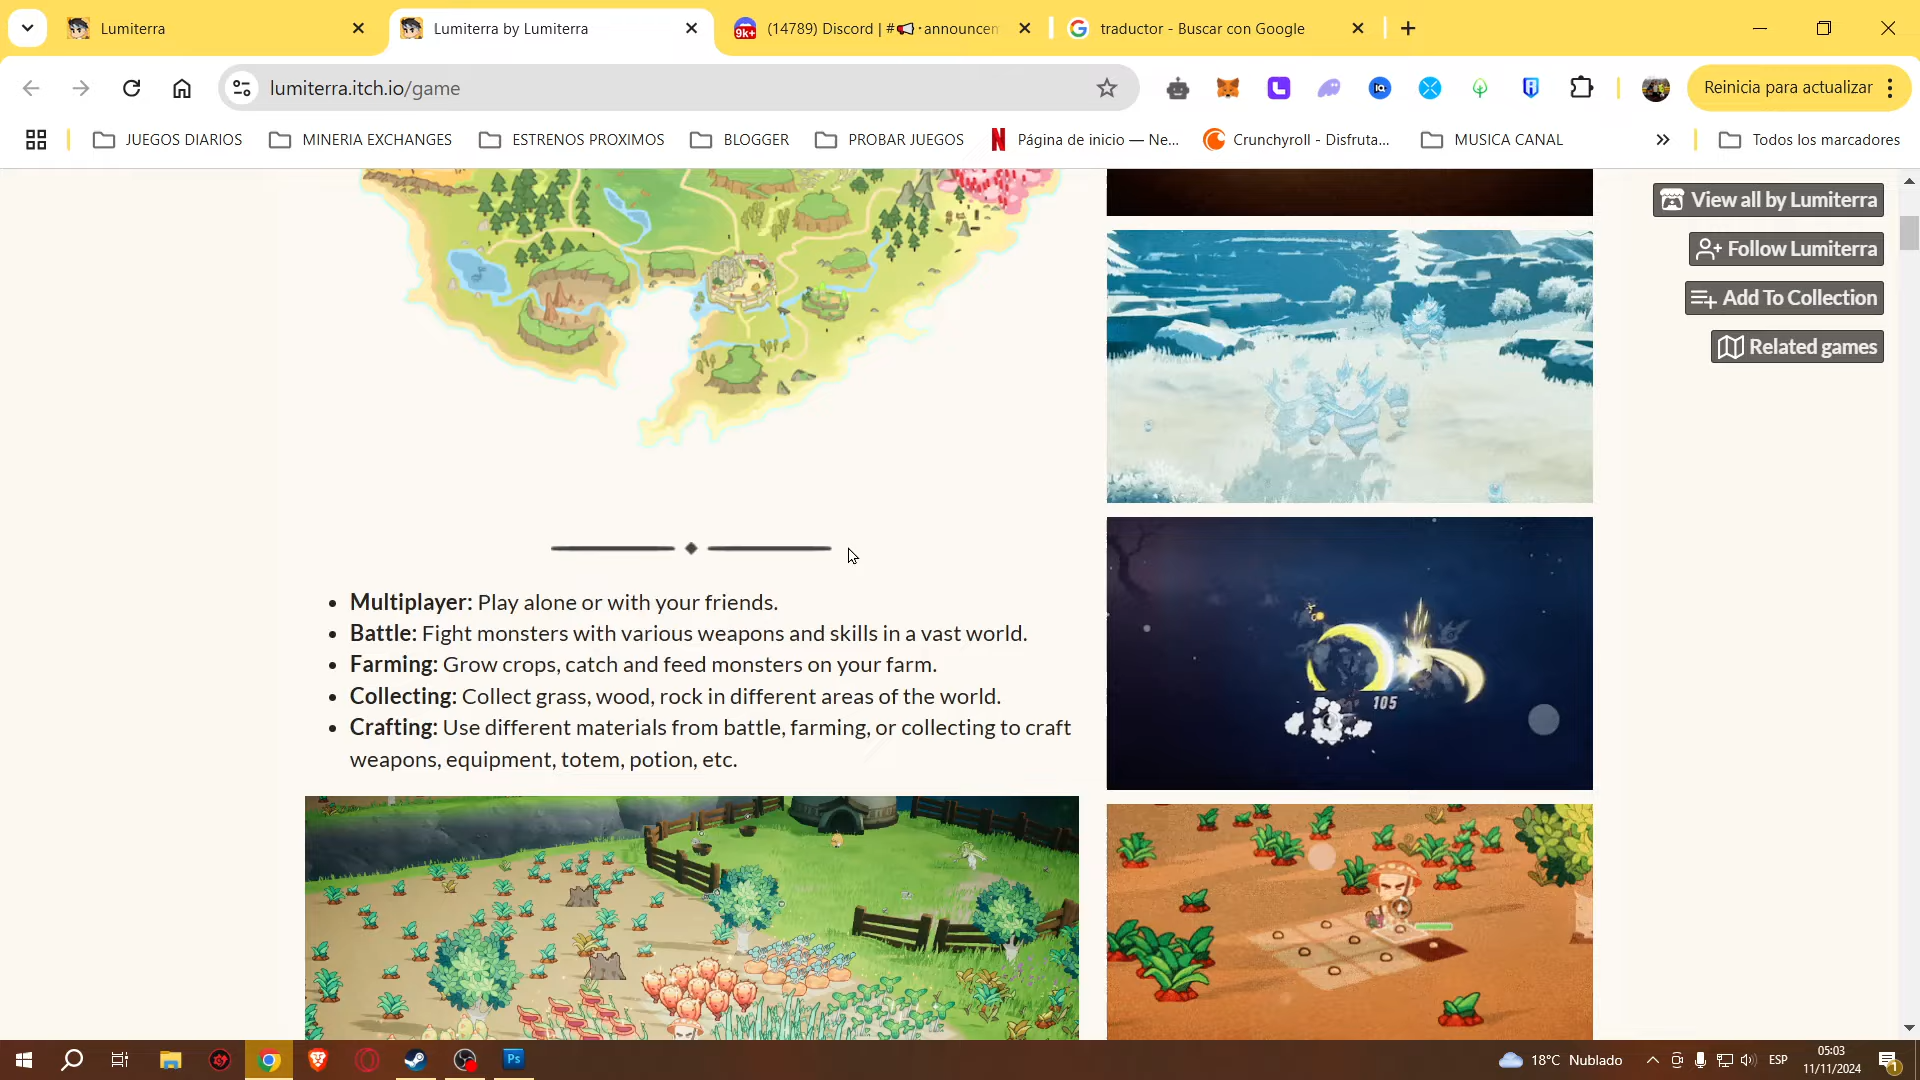 Lumiterra
Lumiterra by Lumiterra
9k+
(14789) Discord | #📢・announcem
traductor - Buscar con Google
lumiterra.itch.io/game
Reinicia para actualizar
JUEGOS DIARIOS
MINERIA EXCHANGES
ESTRENOS PROXIMOS
BLOGGER
PROBAR JUEGOS
Página de inicio — Ne...
Crunchyroll - Disfruta...
MUSICA CANAL
Todos los marcadores
View all by Lumiterra
Follow Lumiterra
Add To Collection
Related games
• Multiplayer: Play alone or with your friends.
• Battle: Fight monsters with various weapons and skills in a vast world.
• Farming: Grow crops, catch and feed monsters on your farm.
• Collecting: Collect grass, wood, rock in different areas of the world.
• Crafting: Use different materials from battle, farming, or collecting to craft
weapons, equipment, totem, potion, etc.
105
Ps
18°C Nublado
ESP
05:03
11/11/2024
1